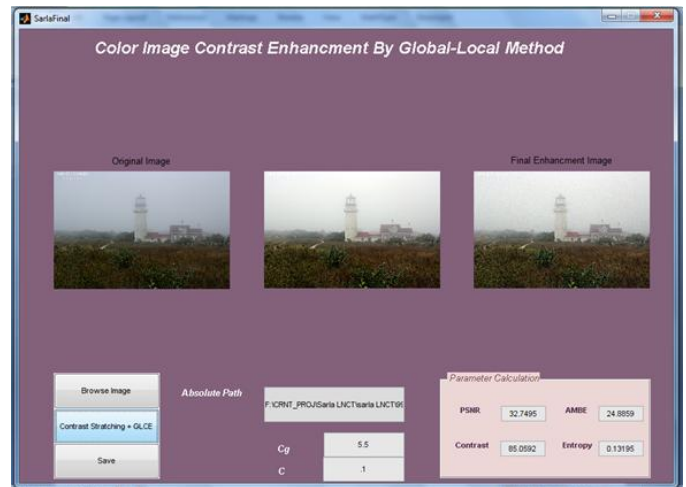 SarlaFinal
Color Image Contrast Enhancment By Global-Local Method
Original Image
Final Enhancment Image
Browse Image
Absolute Path
F:\CRNT_PROJ\Sarla LNCT\sarla LNCT\99
Parameter Calculation
PSNR 32.7495 AMBE 24.8859
Contrast Stratching + GLCE
Cg 5.5
Contrast 85.0592 Entropy 0.13195
Save
C .1